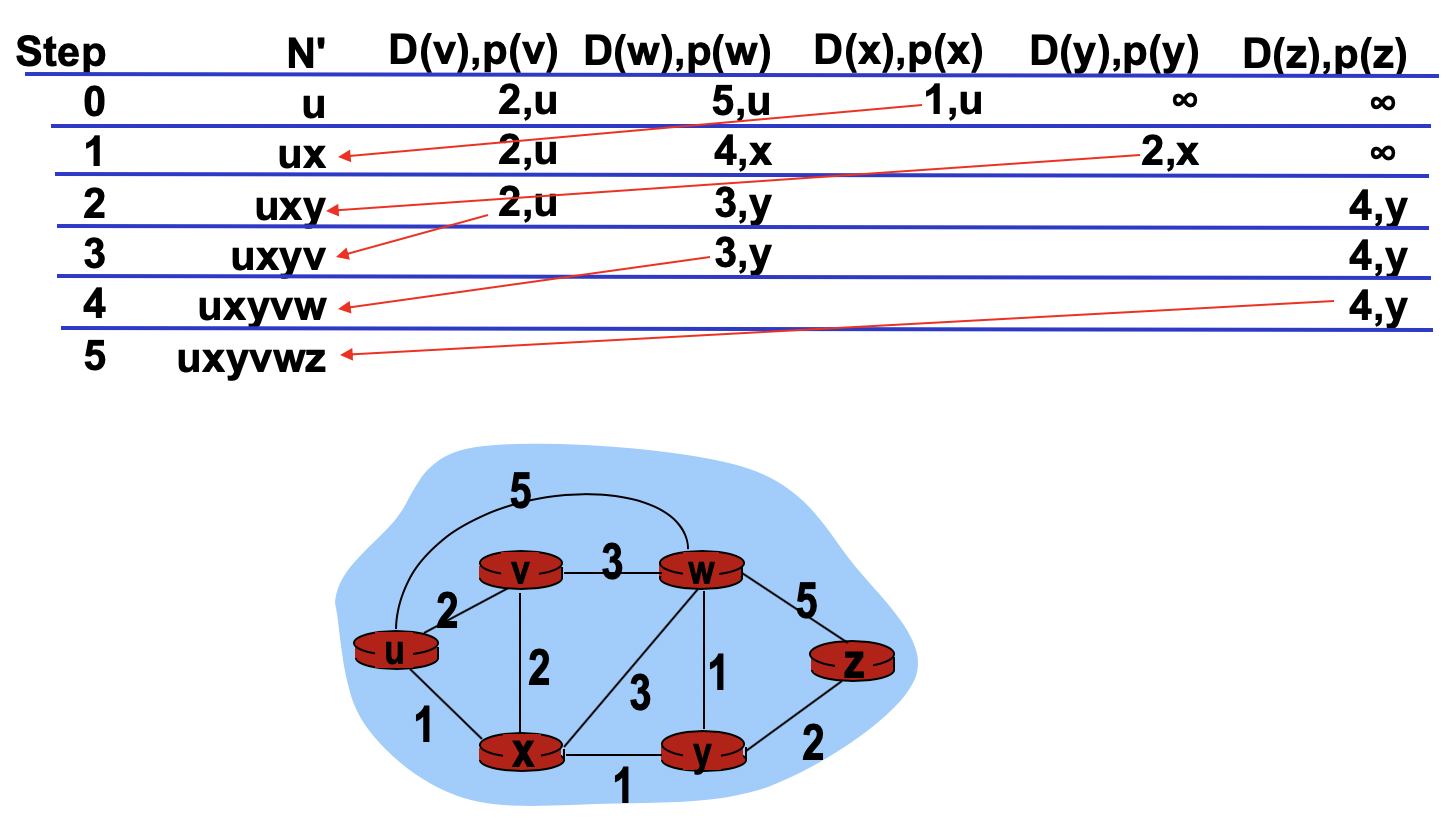 Step N' D(v),p(v) D(w),p(w) D(x),p(x) D(y),p(y) D(z),p(z)
0 u 2,u 5,u 1,u ∞ ∞
1 ux 2,u 4,x 2,x ∞
2 uxy 2,u 3,y 4,y
3 uxyv 3,y 4,y
4 uxyvw 4,y
5 uxyvwz
5
v 3 w
2 5
u z
2 1
3
1 2
x y
1